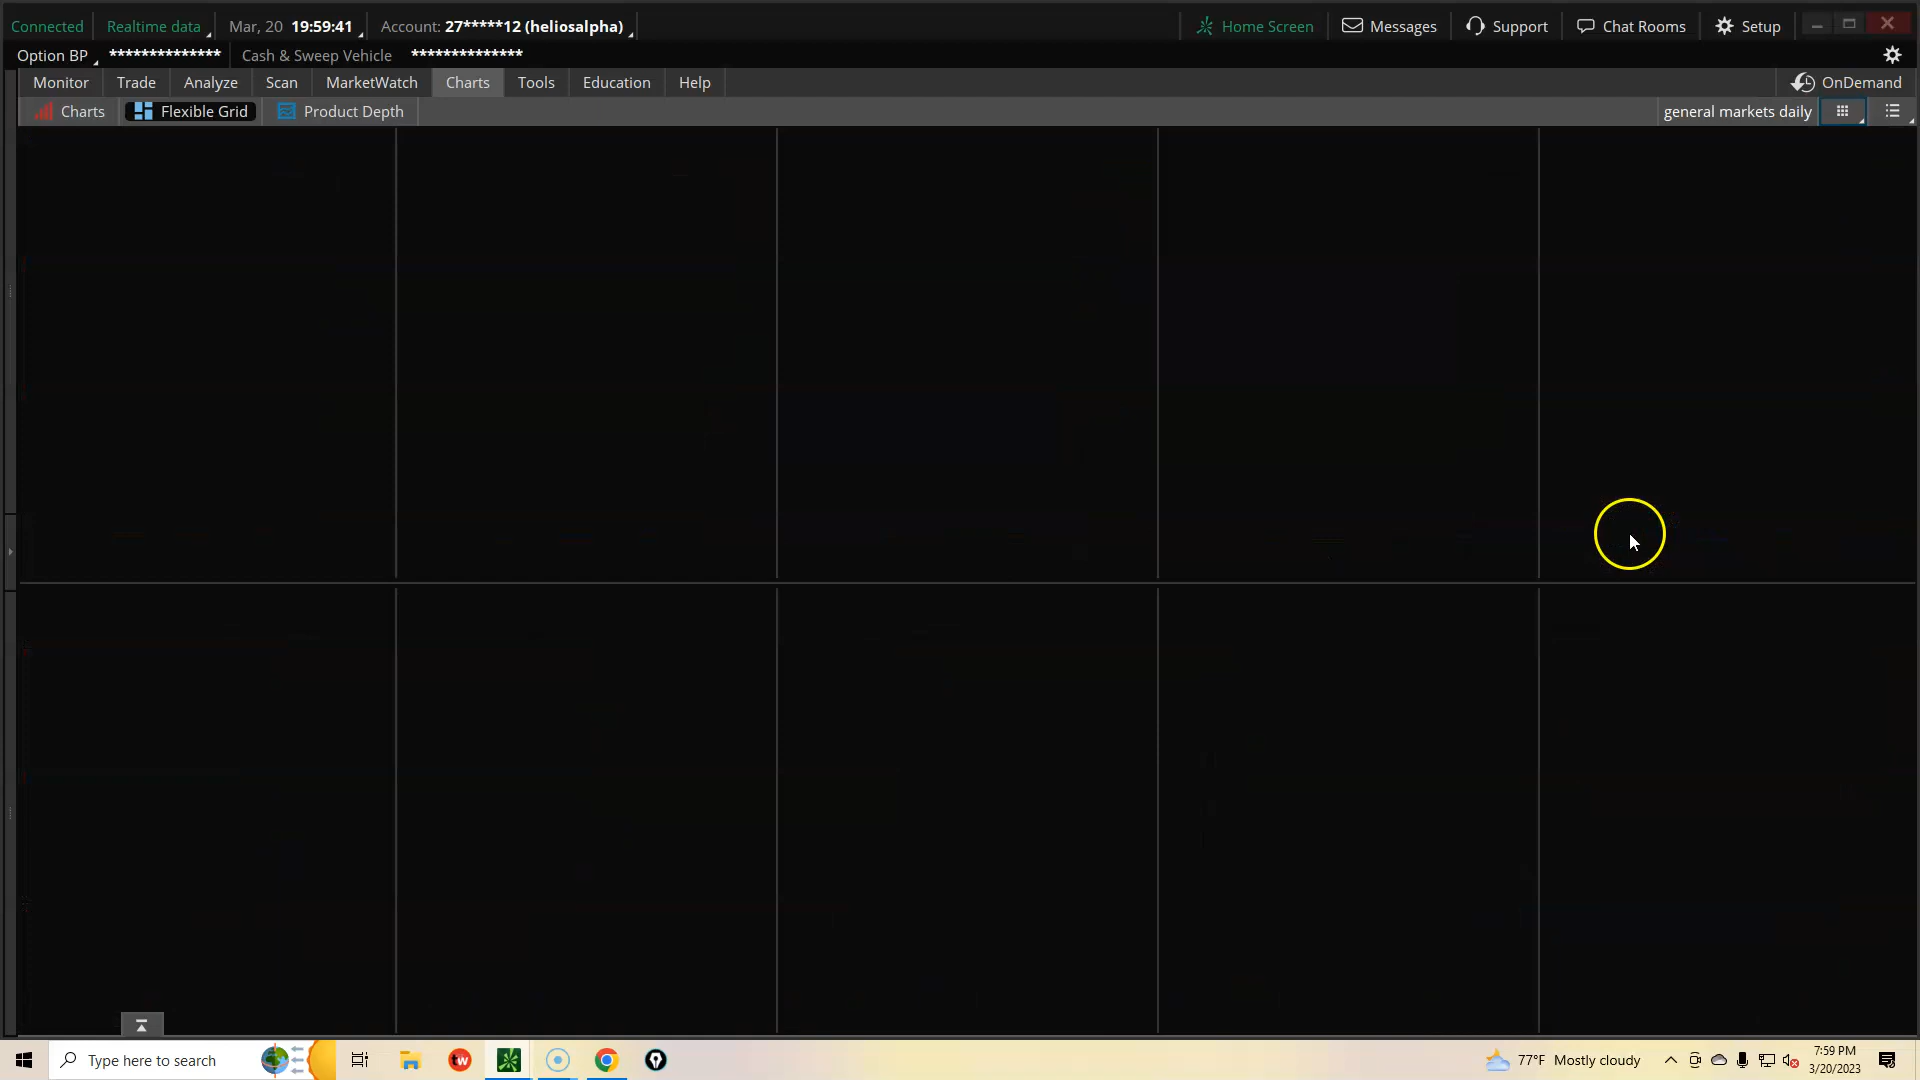 Connected Realtime data Mar, 20 19:59:41 Account: 27*****12 (heliosalpha) Home Screen Messages Support Chat Rooms Setup
Option BP ************** Cash & Sweep Vehicle **************
Monitor Trade Analyze Scan MarketWatch Charts Tools Education Help OnDemand
Charts Flexible Grid Product Depth general markets daily
Type here to search tw 77°F Mostly cloudy 7:59 PM
3/20/2023